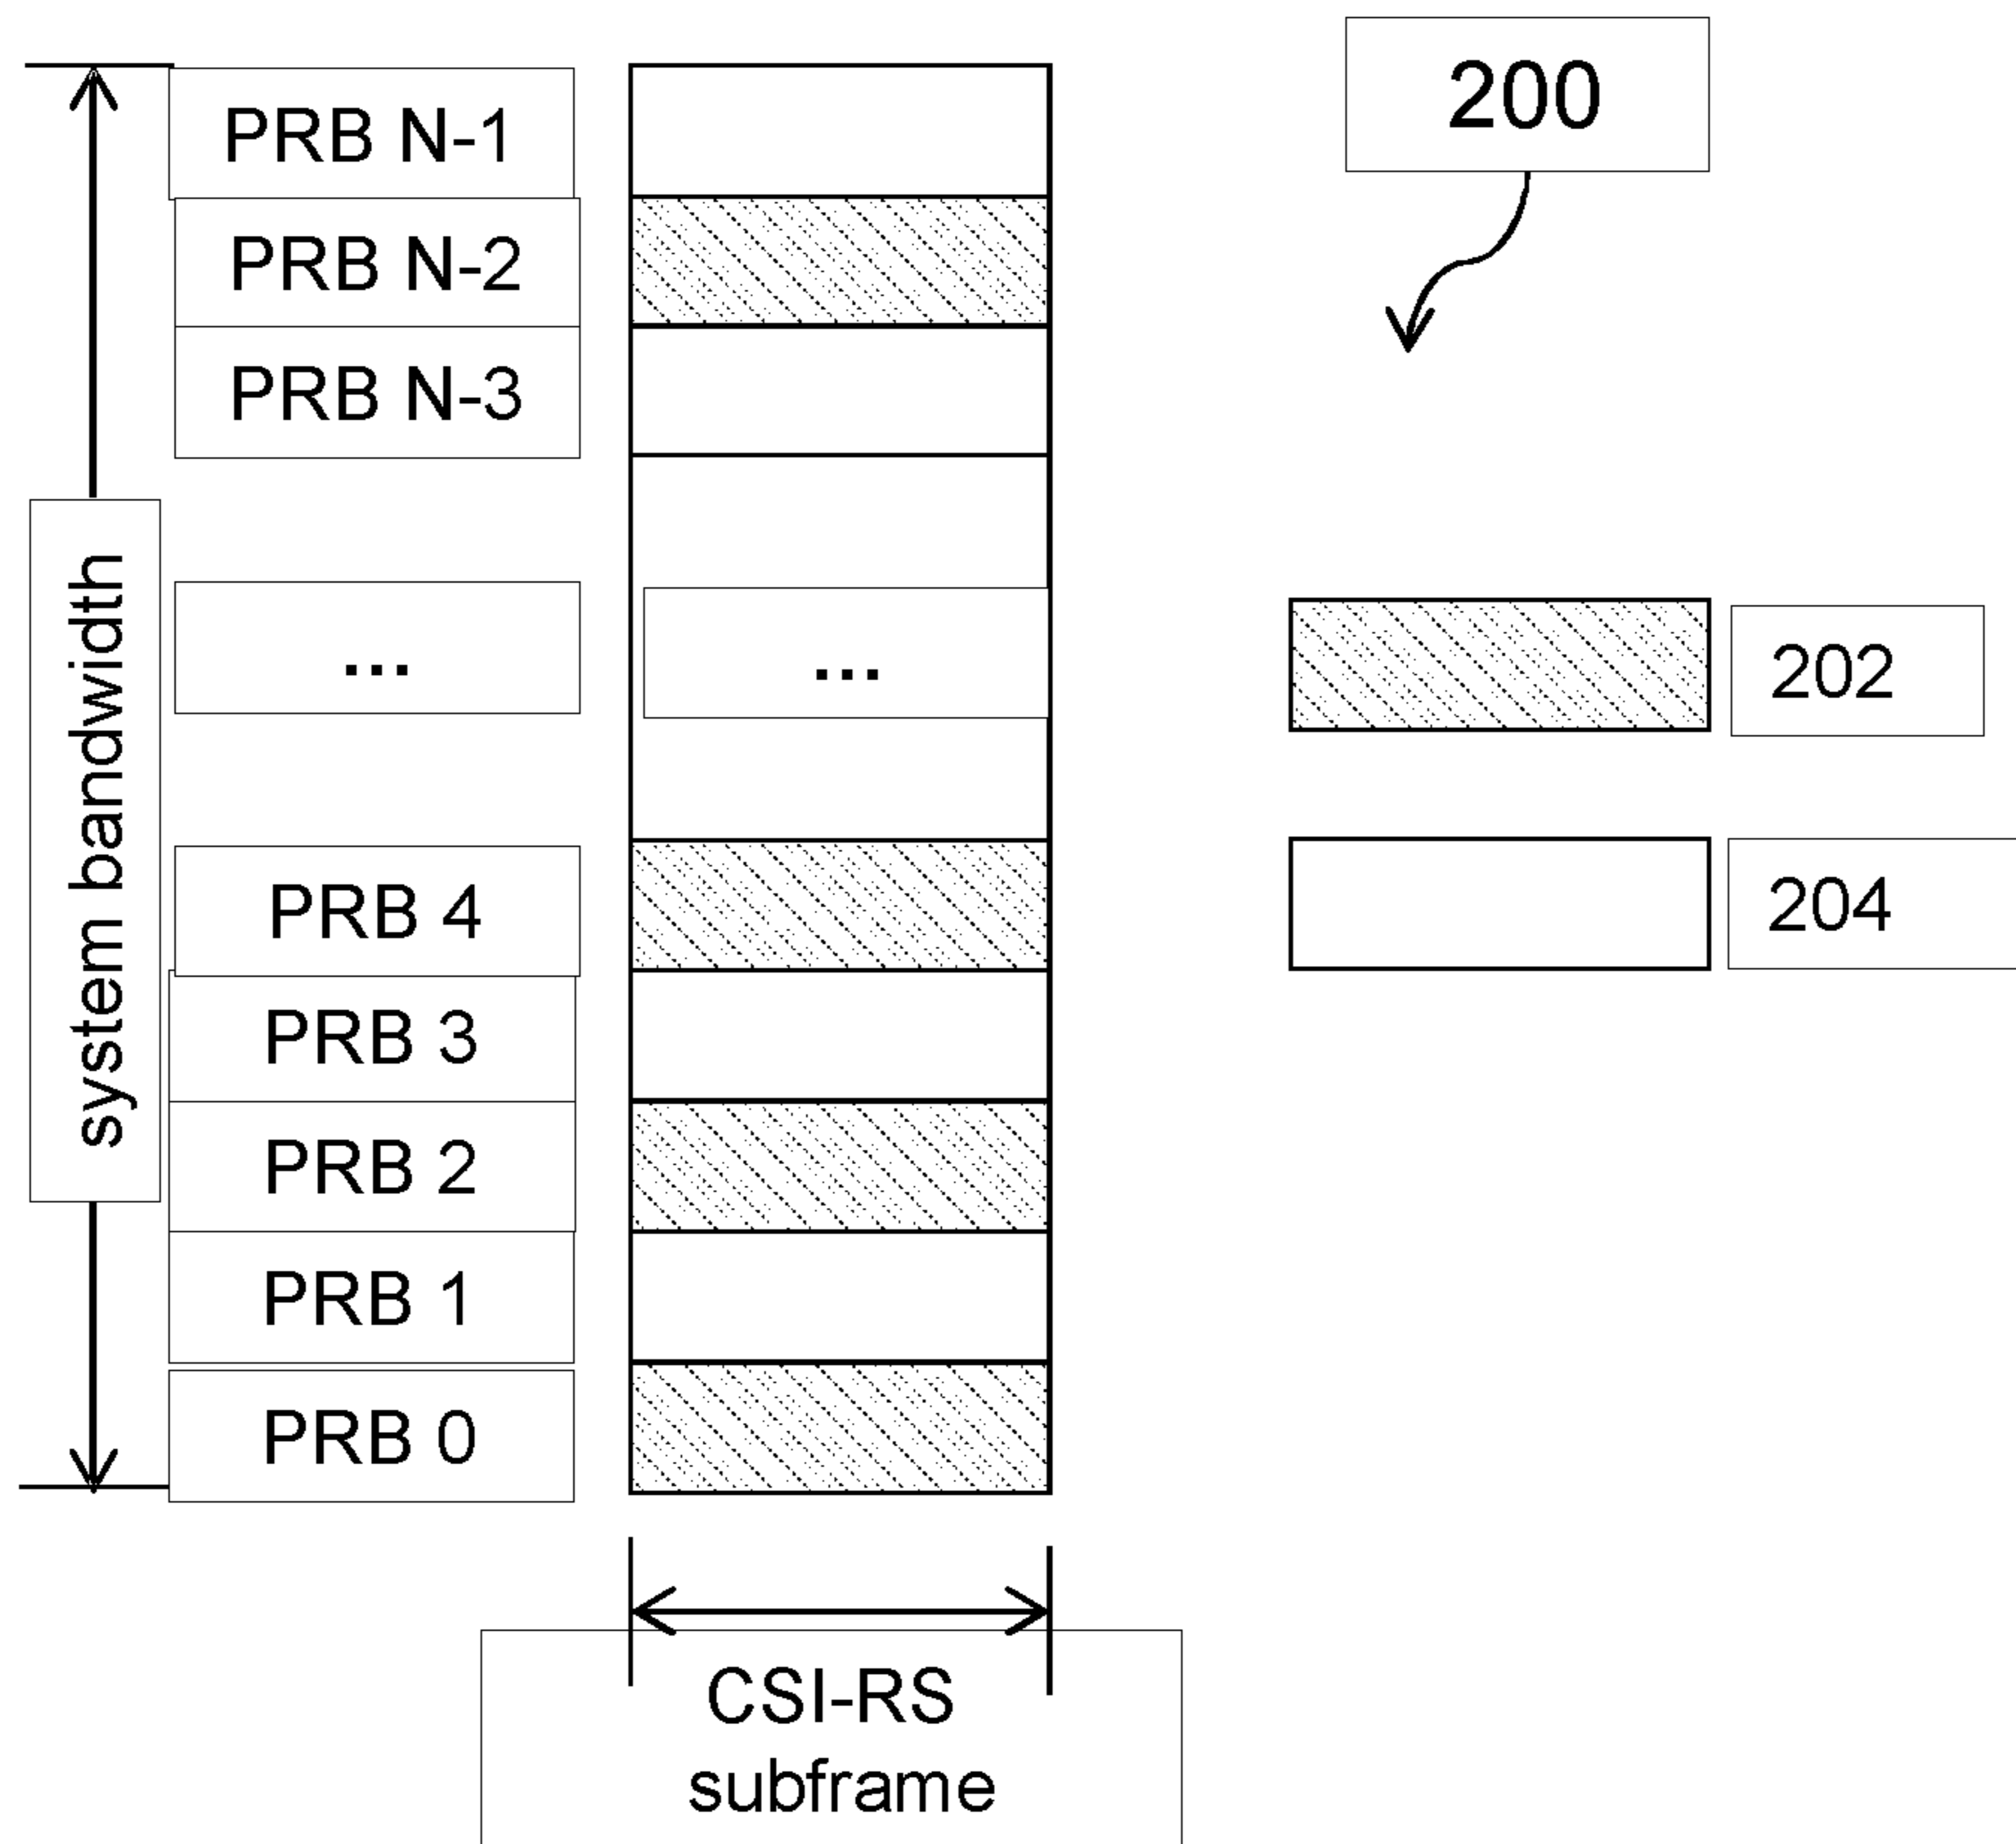 200
PRB N-1
PRB N-2
PRB N-3
...
...
202
204
system bandwidth
PRB 4
PRB 3
PRB 2
PRB 1
PRB 0
CSI-RS
subframe